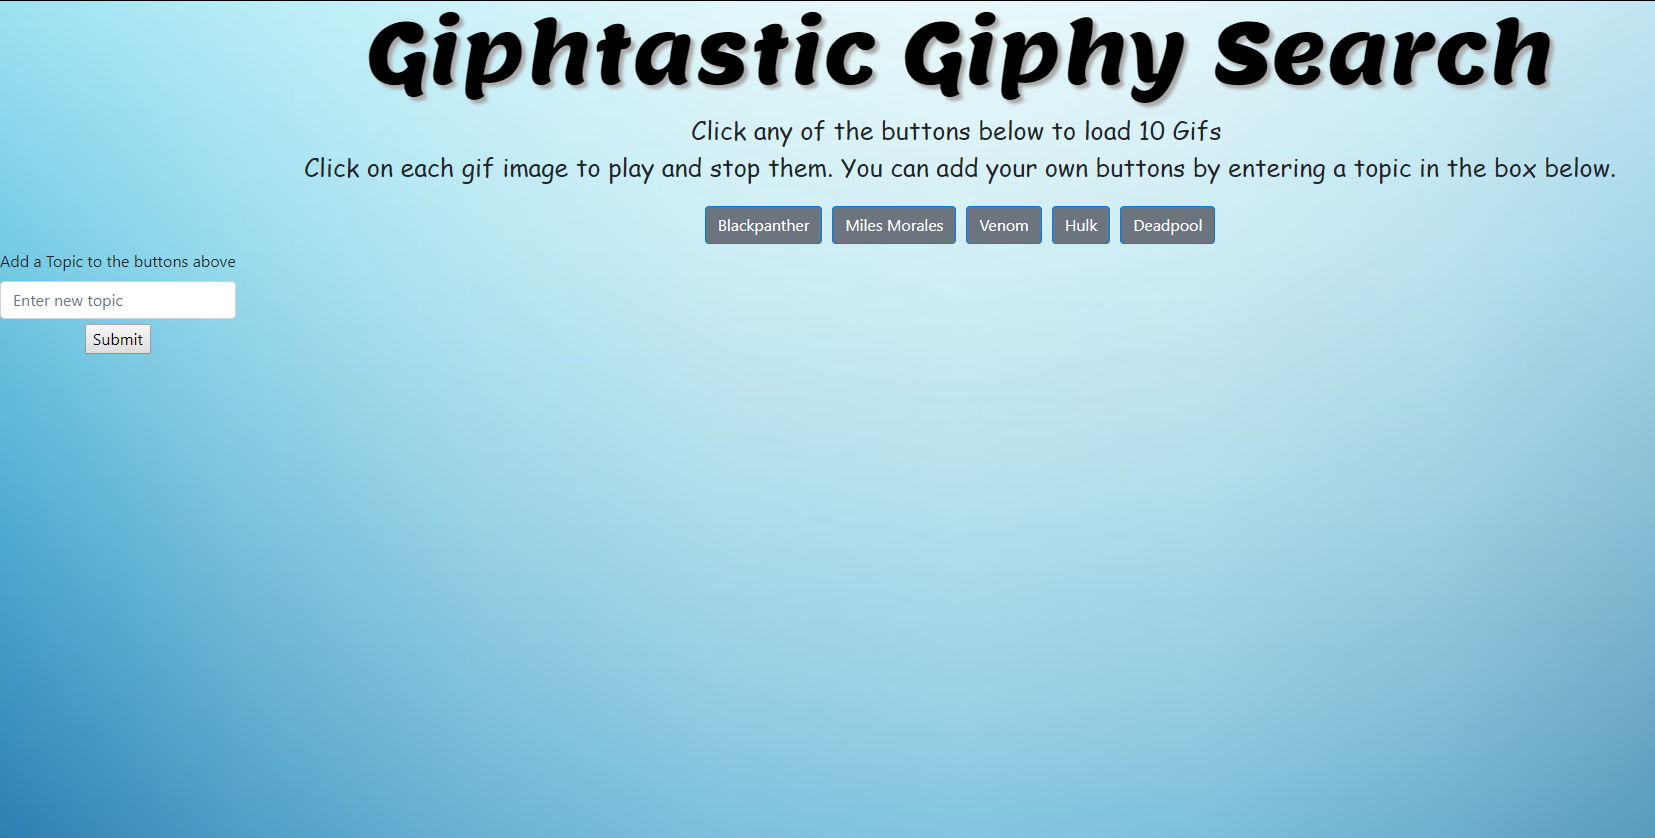 Giphtastic Giphy Search
Click any of the buttons below to load 10 Gifs
Click on each gif image to play and stop them. You can add your own buttons by entering a topic in the box below.
Blackpanther Miles Morales Venom Hulk Deadpool
Add a Topic to the buttons above
Enter new topic
Submit